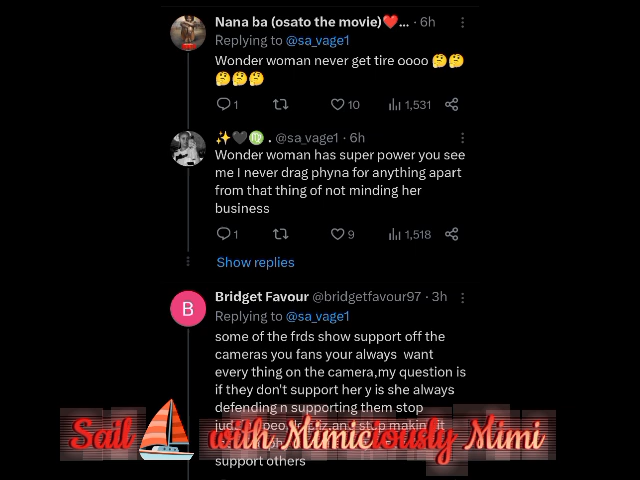 Nana ba (osato the movie)❤️... · 6h
Replying to @sa_vage1
Wonder woman never get tire oooo 🤔🤔
🤔🤔🤔
1 10 1,531
✨🖤♍ . @sa_vage1 · 6h
Wonder woman has super power you see
me I never drag phyna for anything apart
from that thing of not minding her
business
1 9 1,518
Show replies
B
Bridget Favour @bridgetfavour97 · 3h
Replying to @sa_vage1
some of the frds show support off the
cameras you fans your always want
every thing on the camera,my question is
if they don't support her y is she always
defending n supporting them stop
Sail with Mimiciously Mimi
support others